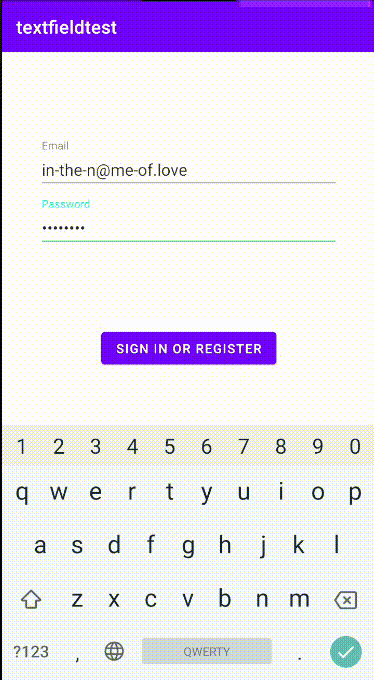 textfieldtest
Email
in-the-n@me-of.love
Password
••••••••
SIGN IN OR REGISTER
1 2 3 4 5 6 7 8 9 0
q w e r t y u i o p
a s d f g h j k l
z x c v b n m
?123 , QWERTY .